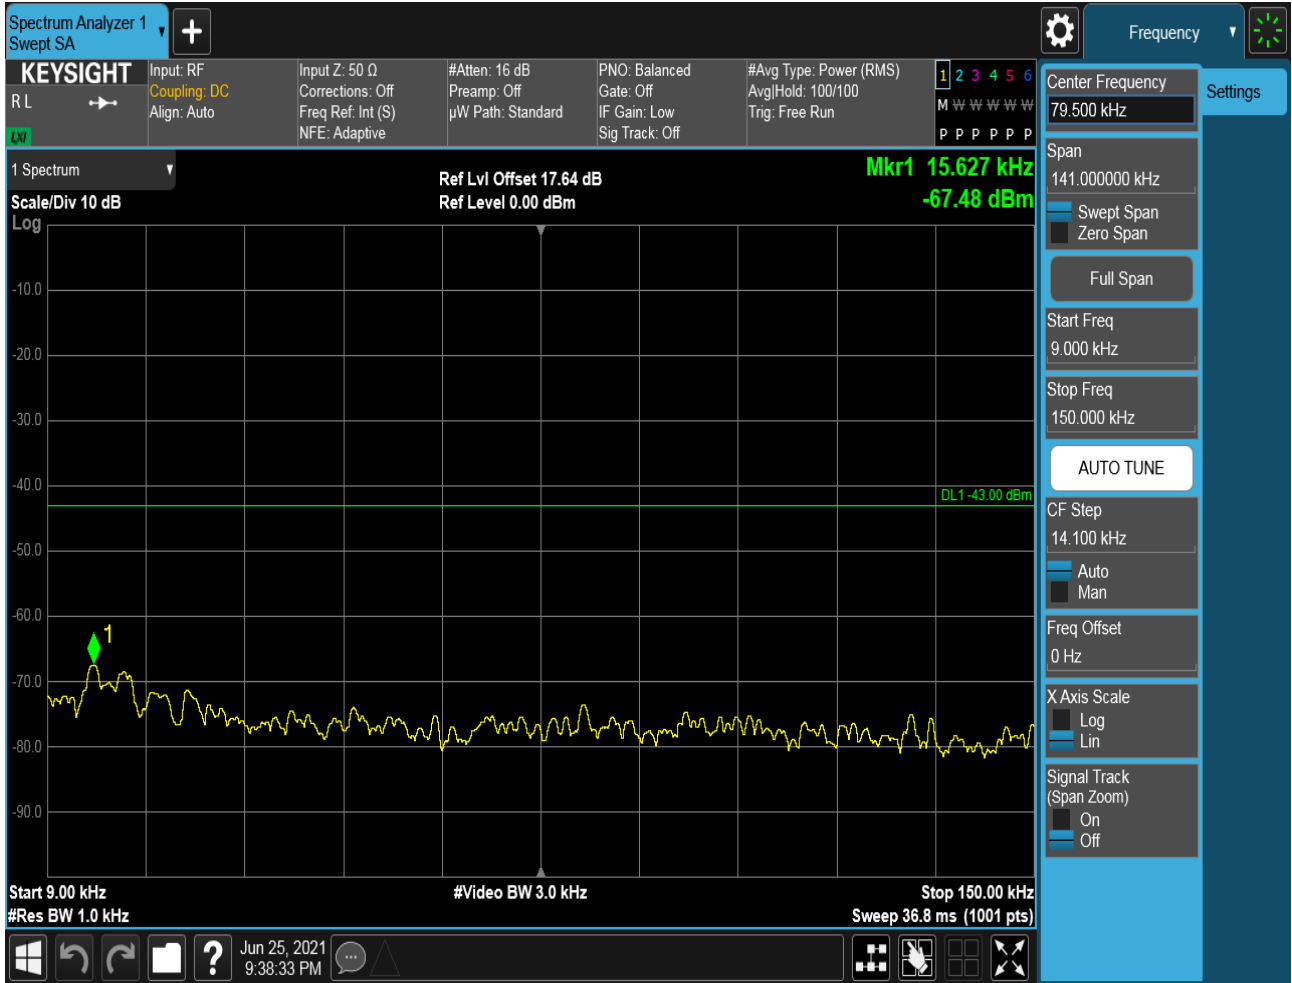 Spectrum Analyzer 1
Swept SA
Frequency
KEYSIGHT
R L
LXI
Input: RF
Coupling: DC
Align: Auto
Input Z: 50 Ω
Corrections: Off
Freq Ref: Int (S)
NFE: Adaptive
#Atten: 16 dB
Preamp: Off
µW Path: Standard
PNO: Balanced
Gate: Off
IF Gain: Low
Sig Track: Off
#Avg Type: Power (RMS)
Avg|Hold: 100/100
Trig: Free Run
1 2 3 4 5 6
M W W W W W
P P P P P P
1 Spectrum
Scale/Div 10 dB
Log
Ref Lvl Offset 17.64 dB
Ref Level 0.00 dBm
Mkr1 15.627 kHz
-67.48 dBm
-10.0
-20.0
-30.0
-40.0
DL1 -43.00 dBm
-50.0
-60.0
1
-70.0
-80.0
-90.0
Start 9.00 kHz
#Video BW 3.0 kHz
Stop 150.00 kHz
#Res BW 1.0 kHz
Sweep 36.8 ms (1001 pts)
?
Jun 25, 2021
9:38:33 PM
Center Frequency
79.500 kHz
Settings
Span
141.000000 kHz
Swept Span
Zero Span
Full Span
Start Freq
9.000 kHz
Stop Freq
150.000 kHz
AUTO TUNE
CF Step
14.100 kHz
Auto
Man
Freq Offset
0 Hz
X Axis Scale
Log
Lin
Signal Track
(Span Zoom)
On
Off